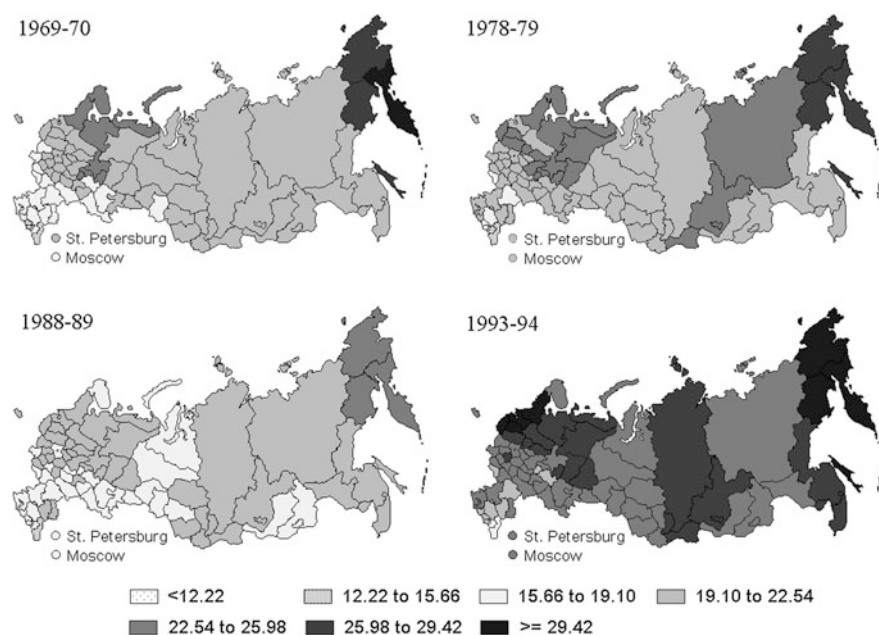 1969-70
1978-79
St. Petersburg
Moscow
St. Petersburg
Moscow
1988-89
1993-94
St. Petersburg
Moscow
St. Petersburg
Moscow
<12.22
12.22 to 15.66
15.66 to 19.10
19.10 to 22.54
22.54 to 25.98
25.98 to 29.42
>= 29.42